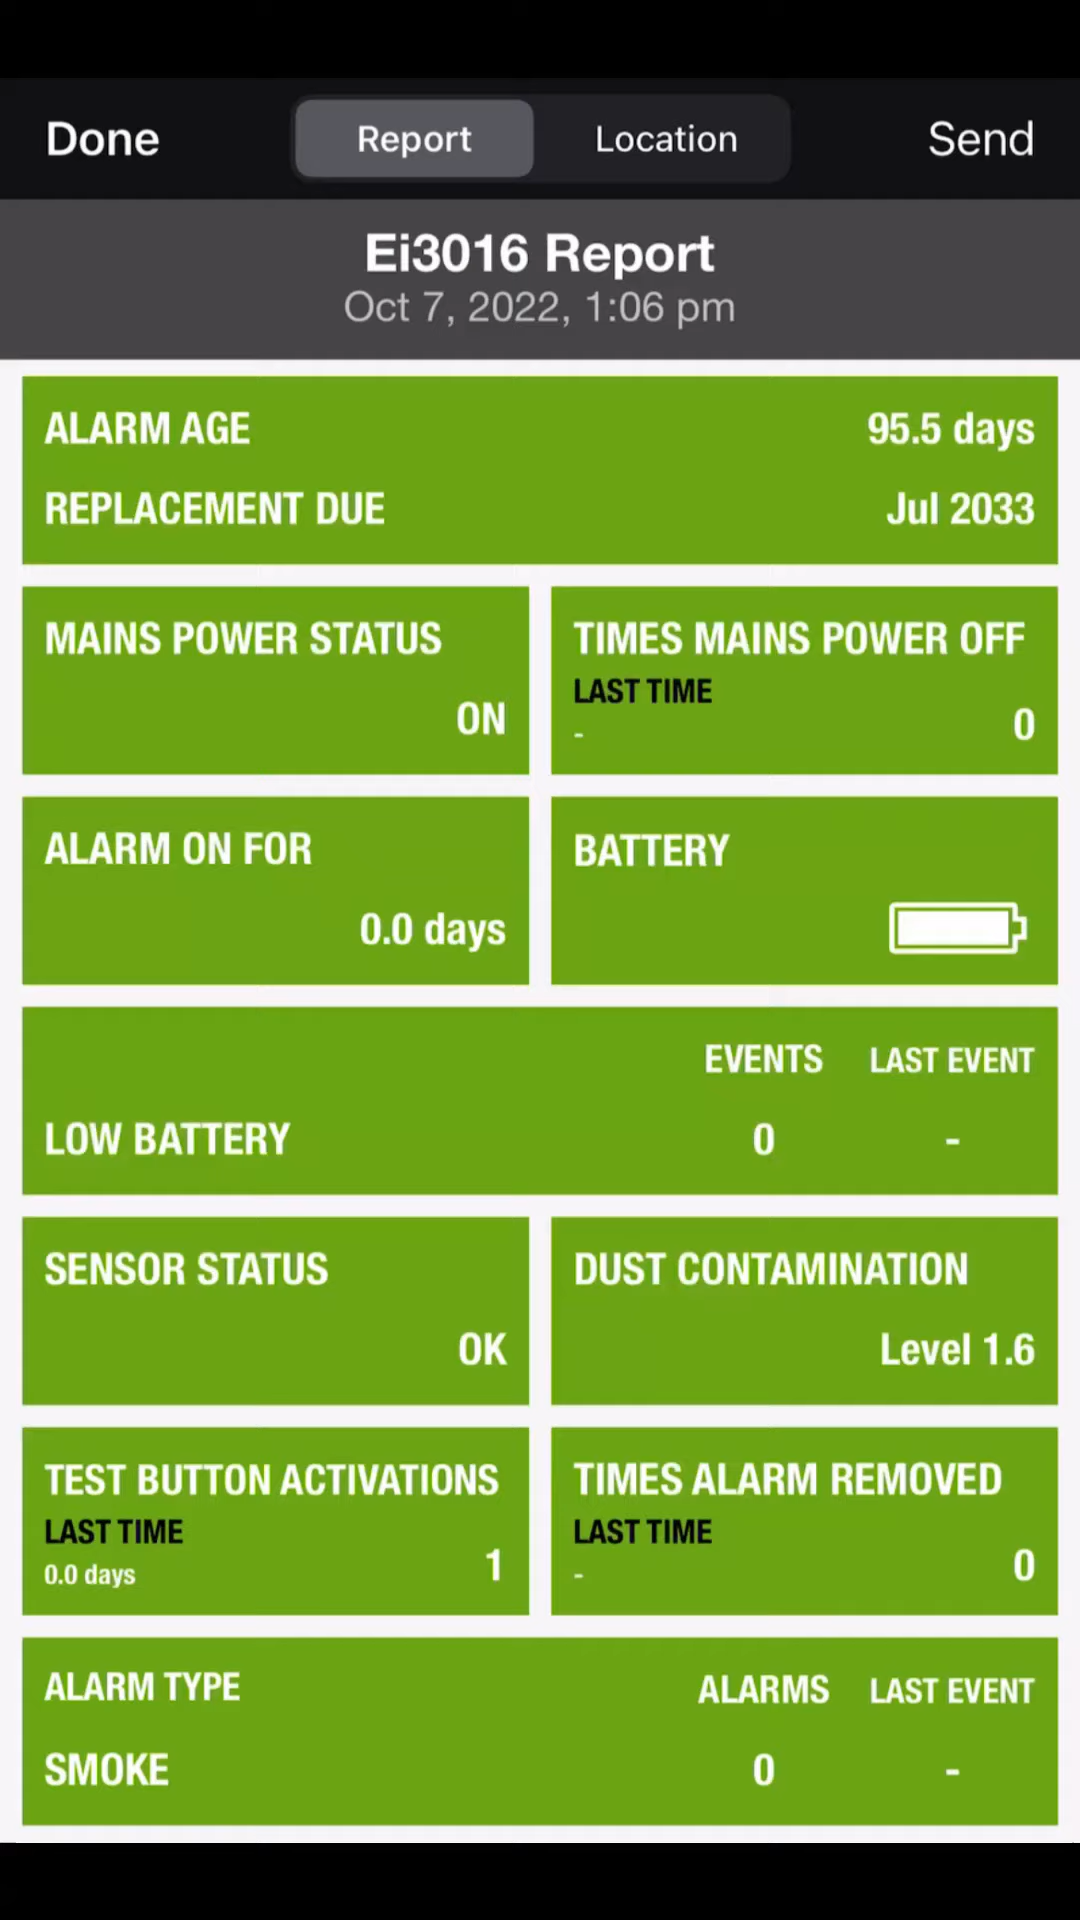 Done Report Location Send
Ei3016 Report
Oct 7, 2022, 1:06 pm
ALARM AGE 95.5 days
REPLACEMENT DUE Jul 2033
MAINS POWER STATUS
ON
TIMES MAINS POWER OFF
LAST TIME
- 0
ALARM ON FOR
0.0 days
BATTERY
EVENTS LAST EVENT
LOW BATTERY 0 -
SENSOR STATUS
OK
DUST CONTAMINATION
Level 1.6
TEST BUTTON ACTIVATIONS
LAST TIME
0.0 days 1
TIMES ALARM REMOVED
LAST TIME
- 0
ALARM TYPE ALARMS LAST EVENT
SMOKE 0 -